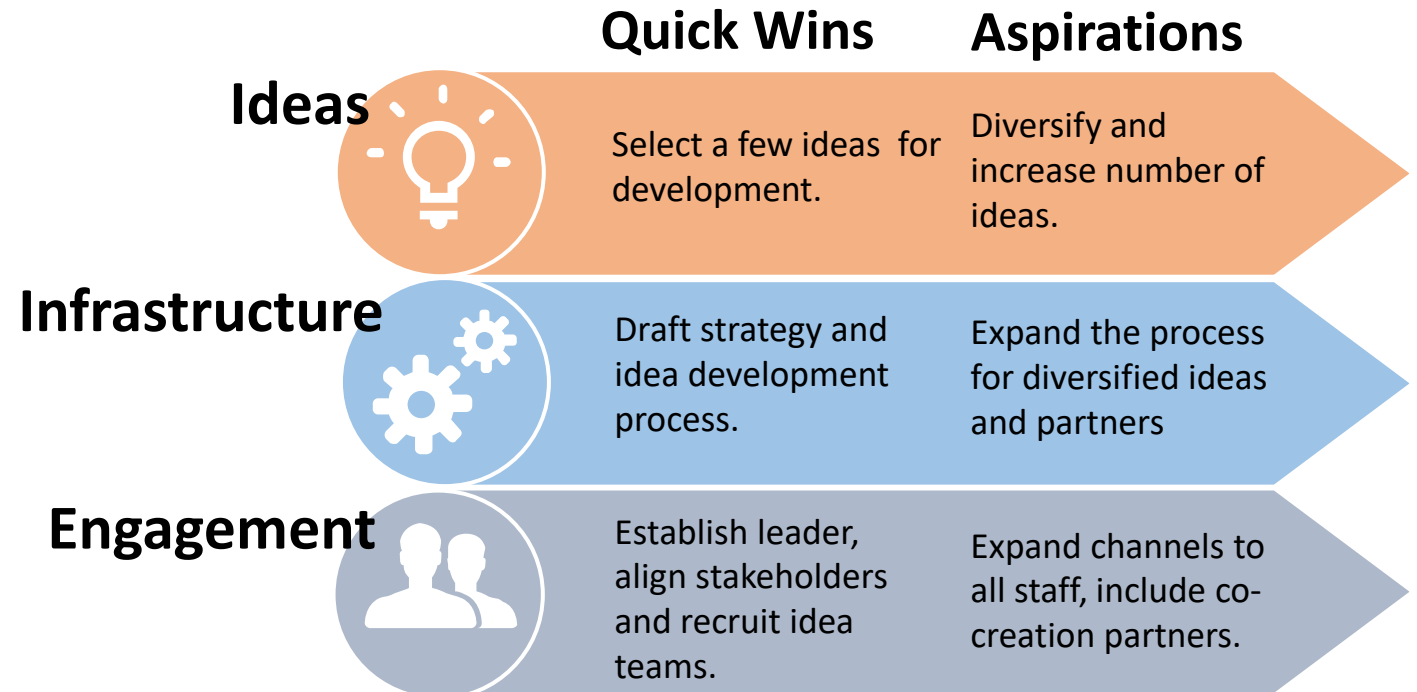 Quick Wins
Aspirations
Ideas
Select a few ideas  for
development.
Diversify and
increase number of
ideas.
Infrastructure
Draft strategy and
idea development
process.
Expand the process
for diversified ideas
and partners
Engagement
Establish leader,
align stakeholders
and recruit idea
teams.
Expand channels to
all staff, include co-
creation partners.